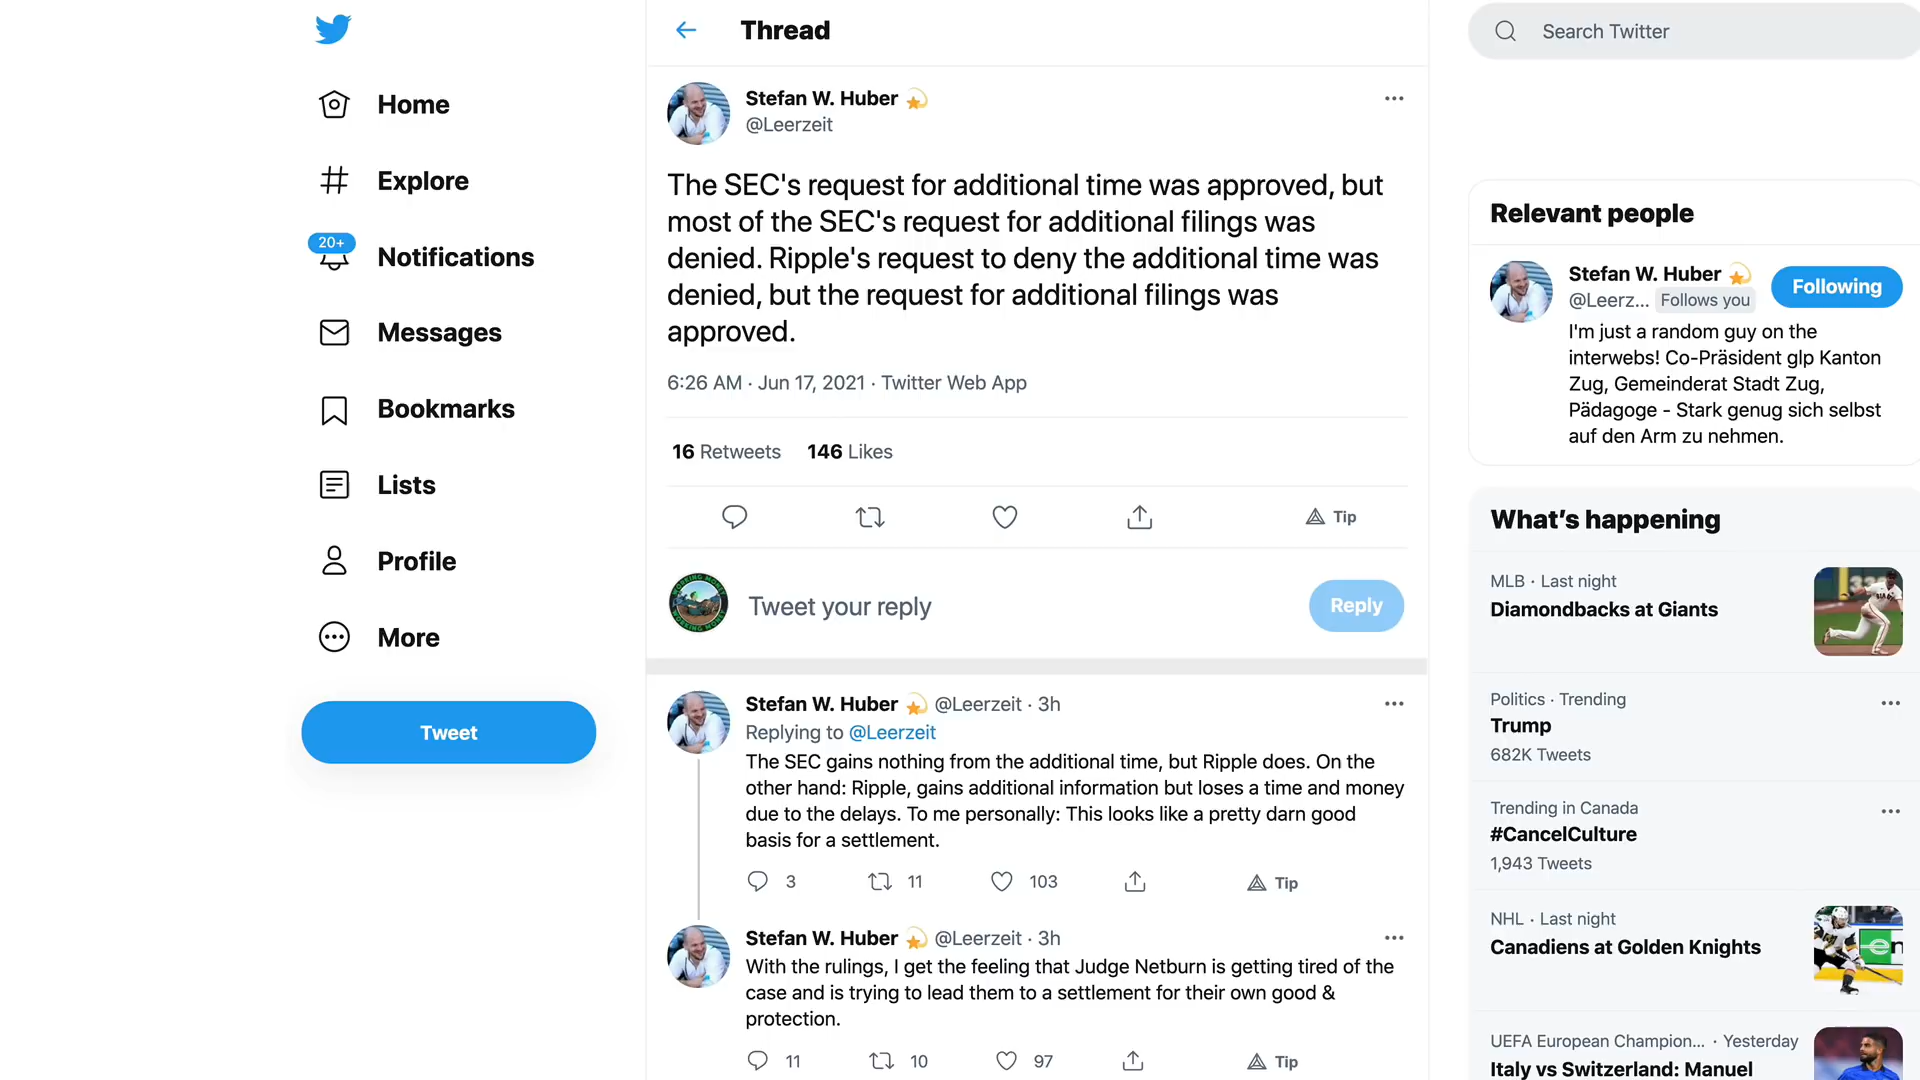 Home
Explore
20+
Notifications
Messages
Bookmarks
Lists
Profile
More
Tweet
Thread
Stefan W. Huber
@Leerzeit
The SEC's request for additional time was approved, but
most of the SEC's request for additional filings was
denied. Ripple's request to deny the additional time was
denied, but the request for additional filings was
approved.
6:26 AM · Jun 17, 2021 · Twitter Web App
16 Retweets 146 Likes
Tip
Tweet your reply
Reply
Stefan W. Huber @Leerzeit · 3h
Replying to @Leerzeit
The SEC gains nothing from the additional time, but Ripple does. On the
other hand: Ripple, gains additional information but loses a time and money
due to the delays. To me personally: This looks like a pretty darn good
basis for a settlement.
3 11 103 Tip
Stefan W. Huber @Leerzeit · 3h
With the rulings, I get the feeling that Judge Netburn is getting tired of the
case and is trying to lead them to a settlement for their own good &
protection.
11 10 97 Tip
Search Twitter
Relevant people
Stefan W. Huber
@Leerz... Follows you
Following
I'm just a random guy on the
interwebs! Co-Präsident glp Kanton
Zug, Gemeinderat Stadt Zug,
Pädagoge - Stark genug sich selbst
auf den Arm zu nehmen.
What's happening
MLB · Last night
Diamondbacks at Giants
Politics · Trending
Trump
682K Tweets
Trending in Canada
#CancelCulture
1,943 Tweets
NHL · Last night
Canadiens at Golden Knights
UEFA European Champion... · Yesterday
Italy vs Switzerland: Manuel